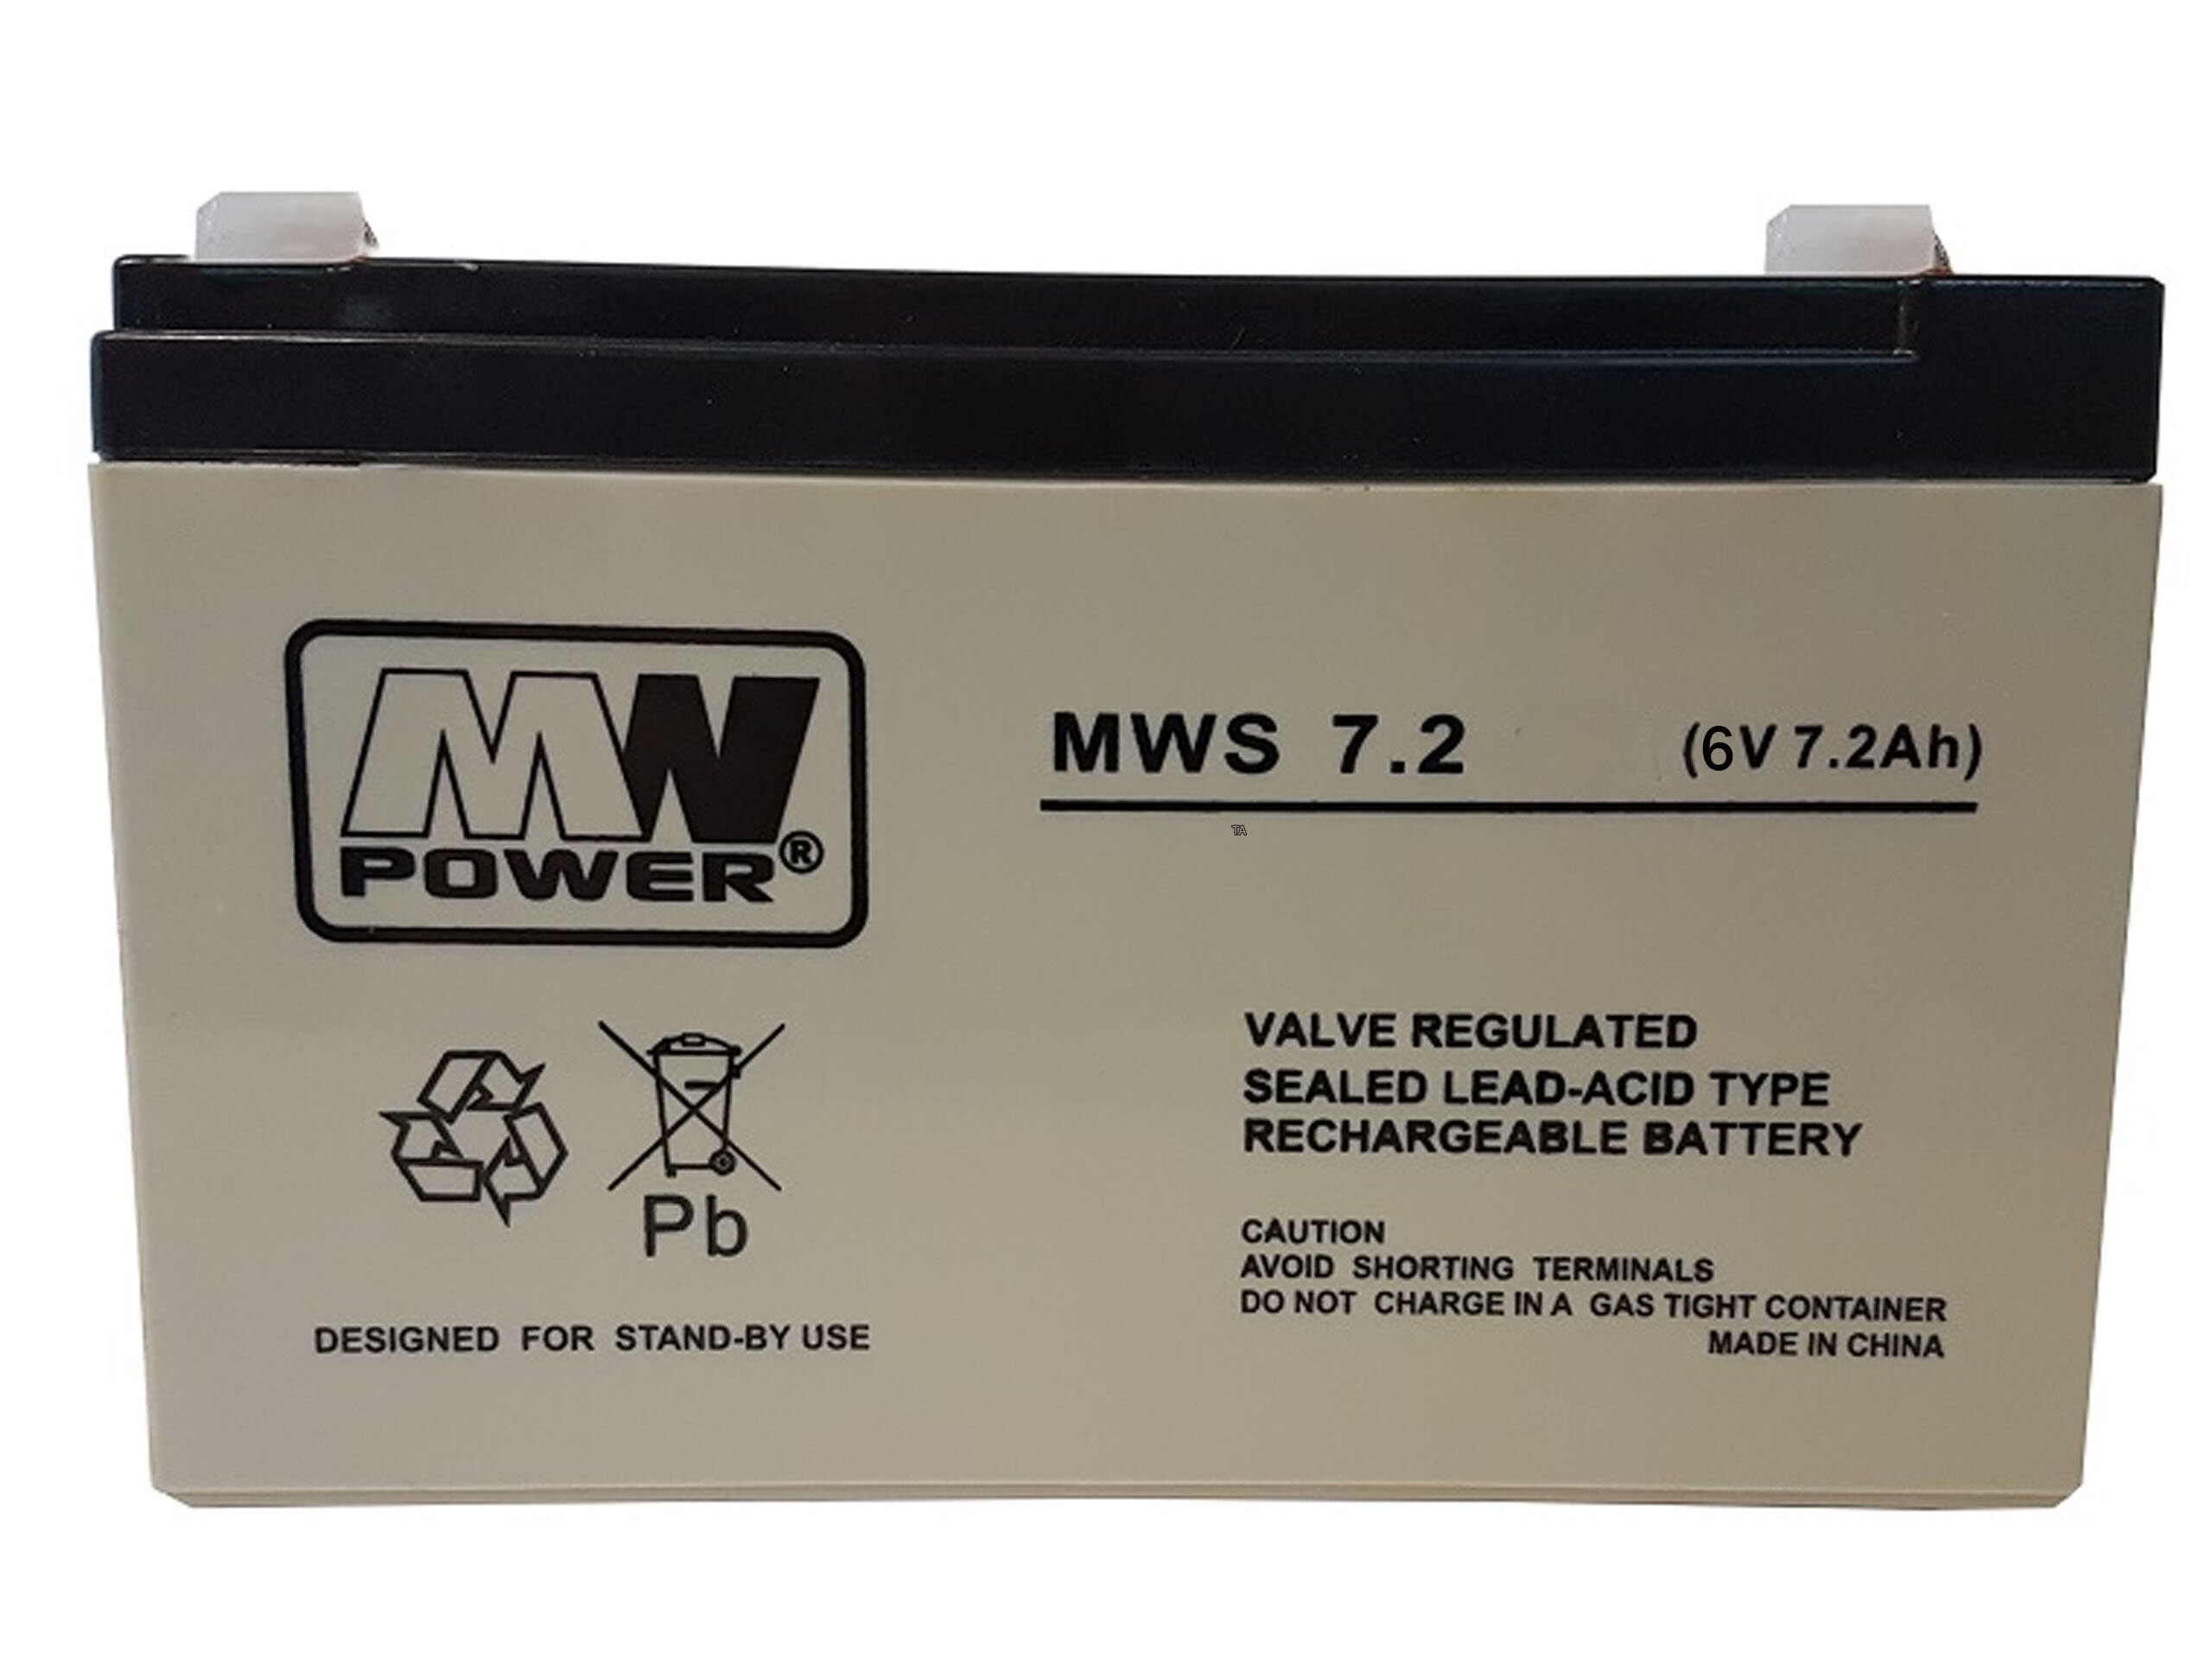 MW
POWER®
MWS 7.2 (6V 7.2Ah)
TA
Pb
DESIGNED FOR STAND-BY USE
VALVE REGULATED
SEALED LEAD-ACID TYPE
RECHARGEABLE BATTERY
CAUTION
AVOID SHORTING TERMINALS
DO NOT CHARGE IN A GAS TIGHT CONTAINER
MADE IN CHINA